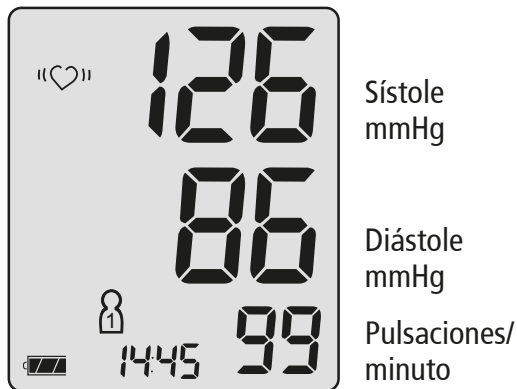 126
Sístole
mmHg
86
Diástole
mmHg
1
14:45
99
Pulsaciones/
minuto